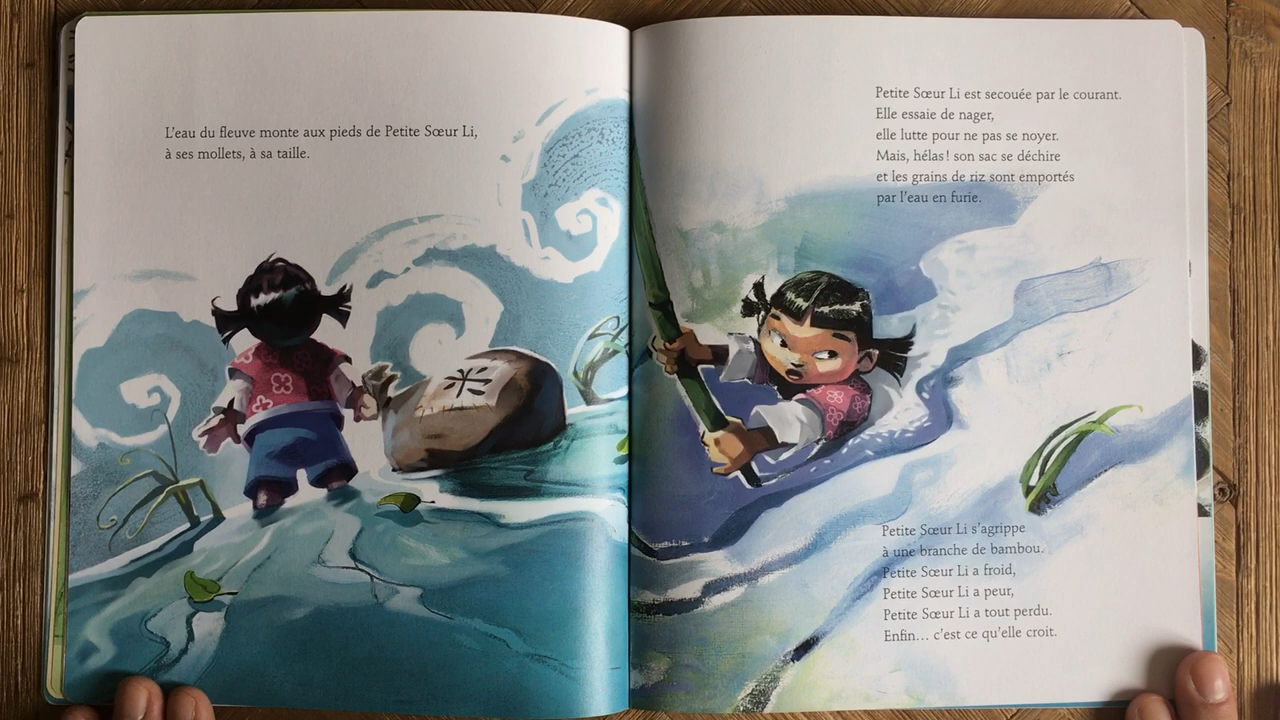 L'eau du fleuve monte aux pieds de Petite Sœur Li,
à ses mollets, à sa taille.
Petite Sœur Li est secouée par le courant.
Elle essaie de nager,
elle lutte pour ne pas se noyer.
Mais, hélas ! son sac se déchire
et les grains de riz sont emportés
par l'eau en furie.
Petite Sœur Li s'agrippe
à une branche de bambou.
Petite Sœur Li a froid,
Petite Sœur Li a peur,
Petite Sœur Li a tout perdu.
Enfin... c'est ce qu'elle croit.